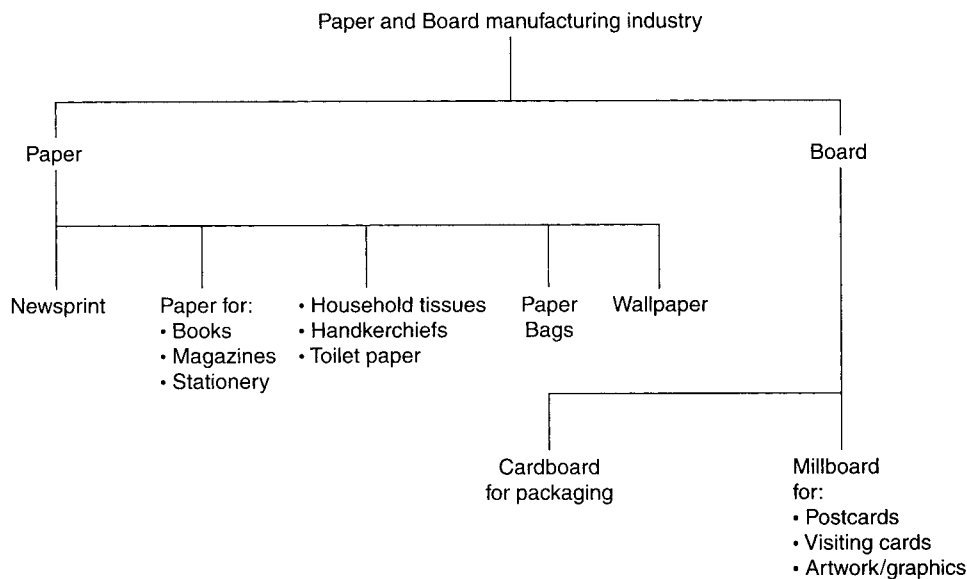 Paper and Board manufacturing industry
Paper
Board
Newsprint
Paper for:
• Books
• Magazines
• Stationery
• Household tissues
• Handkerchiefs
• Toilet paper
Paper
Bags
Wallpaper
Cardboard
for packaging
Millboard
for:
• Postcards
• Visiting cards
• Artwork/graphics